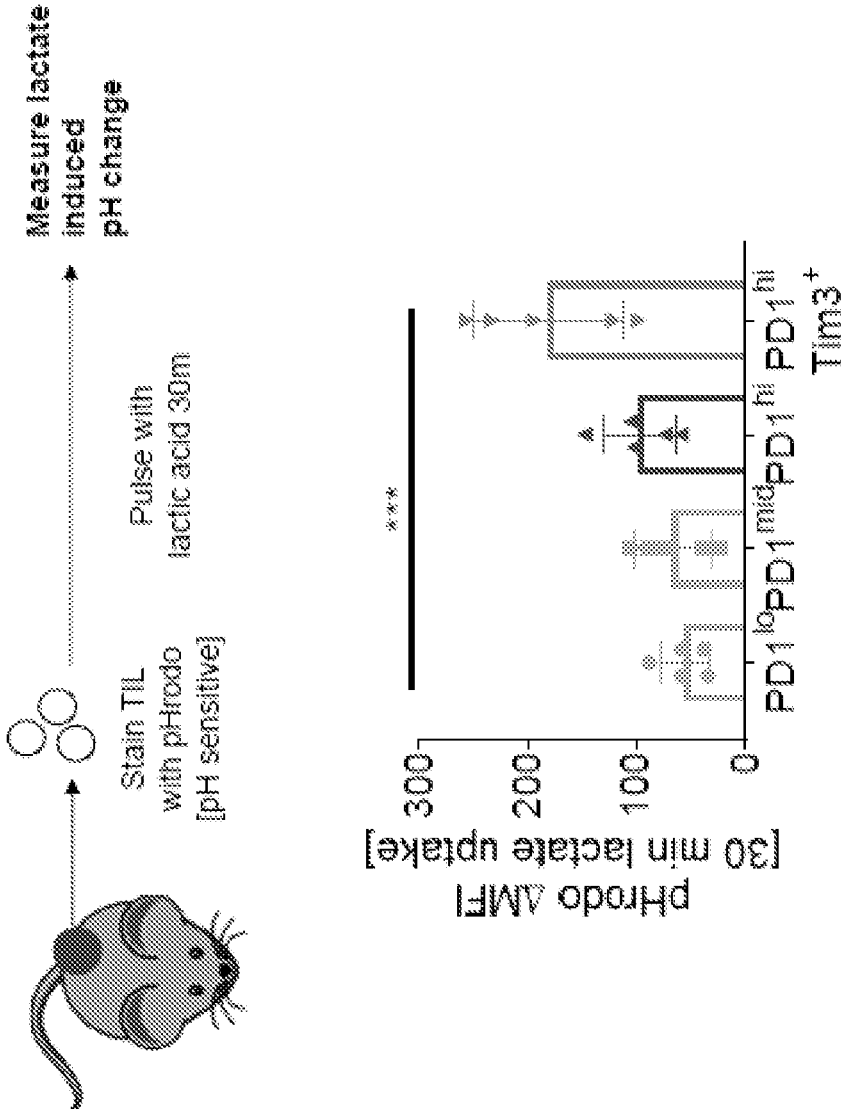 Stain TIL
with pHrodo
[pH sensitive]
Pulse with
lactic acid 30m
Measure lactate
induced
pH change
pHrodo ΔMFI
[30 min lactate uptake]
300
200
100
0
***
PD1lo
PD1mid
PD1hi
PD1hi
Tim3+